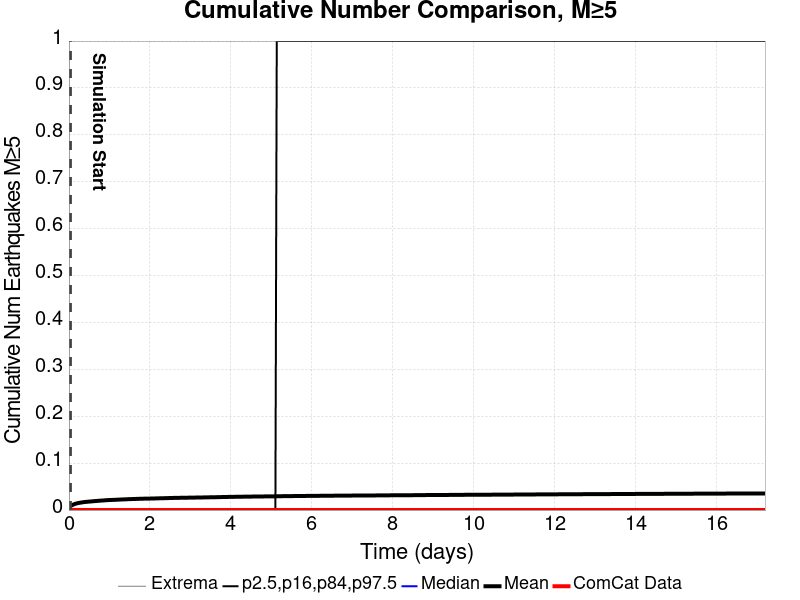 Cumulative Number Comparison, M≥5
Cumulative Num Earthquakes M≥5
1
0.9
0.8
0.7
0.6
0.5
0.4
0.3
0.2
0.1
0
Simulation Start
0 2 4 6 8 10 12 14 16
Time (days)
Extrema p2.5,p16,p84,p97.5 Median Mean ComCat Data